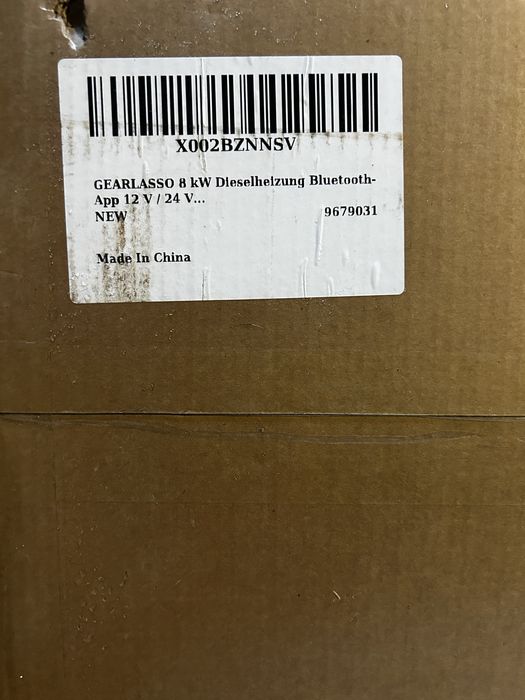 X002BZNNSV
GEARLASSO 8 kW Dieselheizung Bluetooth-
App 12 V / 24 V...
NEW 9679031
Made In China